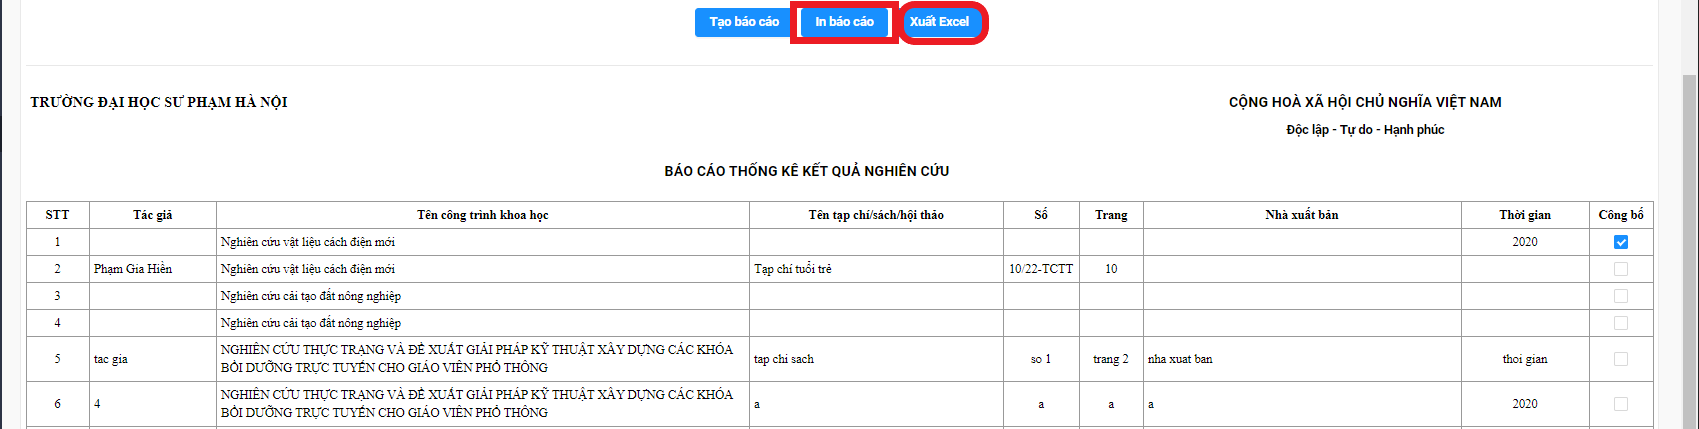 Tạo báo cáo In báo cáo Xuất Excel
TRƯỜNG ĐẠI HỌC SƯ PHẠM HÀ NỘI CỘNG HOÀ XÃ HỘI CHỦ NGHĨA VIỆT NAM
Độc lập - Tự do - Hạnh phúc
BÁO CÁO THỐNG KÊ KẾT QUẢ NGHIÊN CỨU
STT Tác giả Tên công trình khoa học Tên tạp chí/sách/hội thảo Số Trang Nhà xuất bản Thời gian Công bố
1 Nghiên cứu vật liệu cách điện mới 2020
2 Phạm Gia Hiền Nghiên cứu vật liệu cách điện mới Tạp chí tuổi trẻ 10/22-TCTT 10
3 Nghiên cứu cải tạo đất nông nghiệp
4 Nghiên cứu cải tạo đất nông nghiệp
5 tac gia NGHIÊN CỨU THỰC TRẠNG VÀ ĐỀ XUẤT GIẢI PHÁP KỸ THUẬT XÂY DỰNG CÁC KHÓA tap chi sach so 1 trang 2 nha xuat ban thoi gian
BỒI DƯỠNG TRỰC TUYẾN CHO GIÁO VIÊN PHỔ THÔNG
6 4 NGHIÊN CỨU THỰC TRẠNG VÀ ĐỀ XUẤT GIẢI PHÁP KỸ THUẬT XÂY DỰNG CÁC KHÓA a a a a 2020
BỒI DƯỠNG TRỰC TUYẾN CHO GIÁO VIÊN PHỔ THÔNG